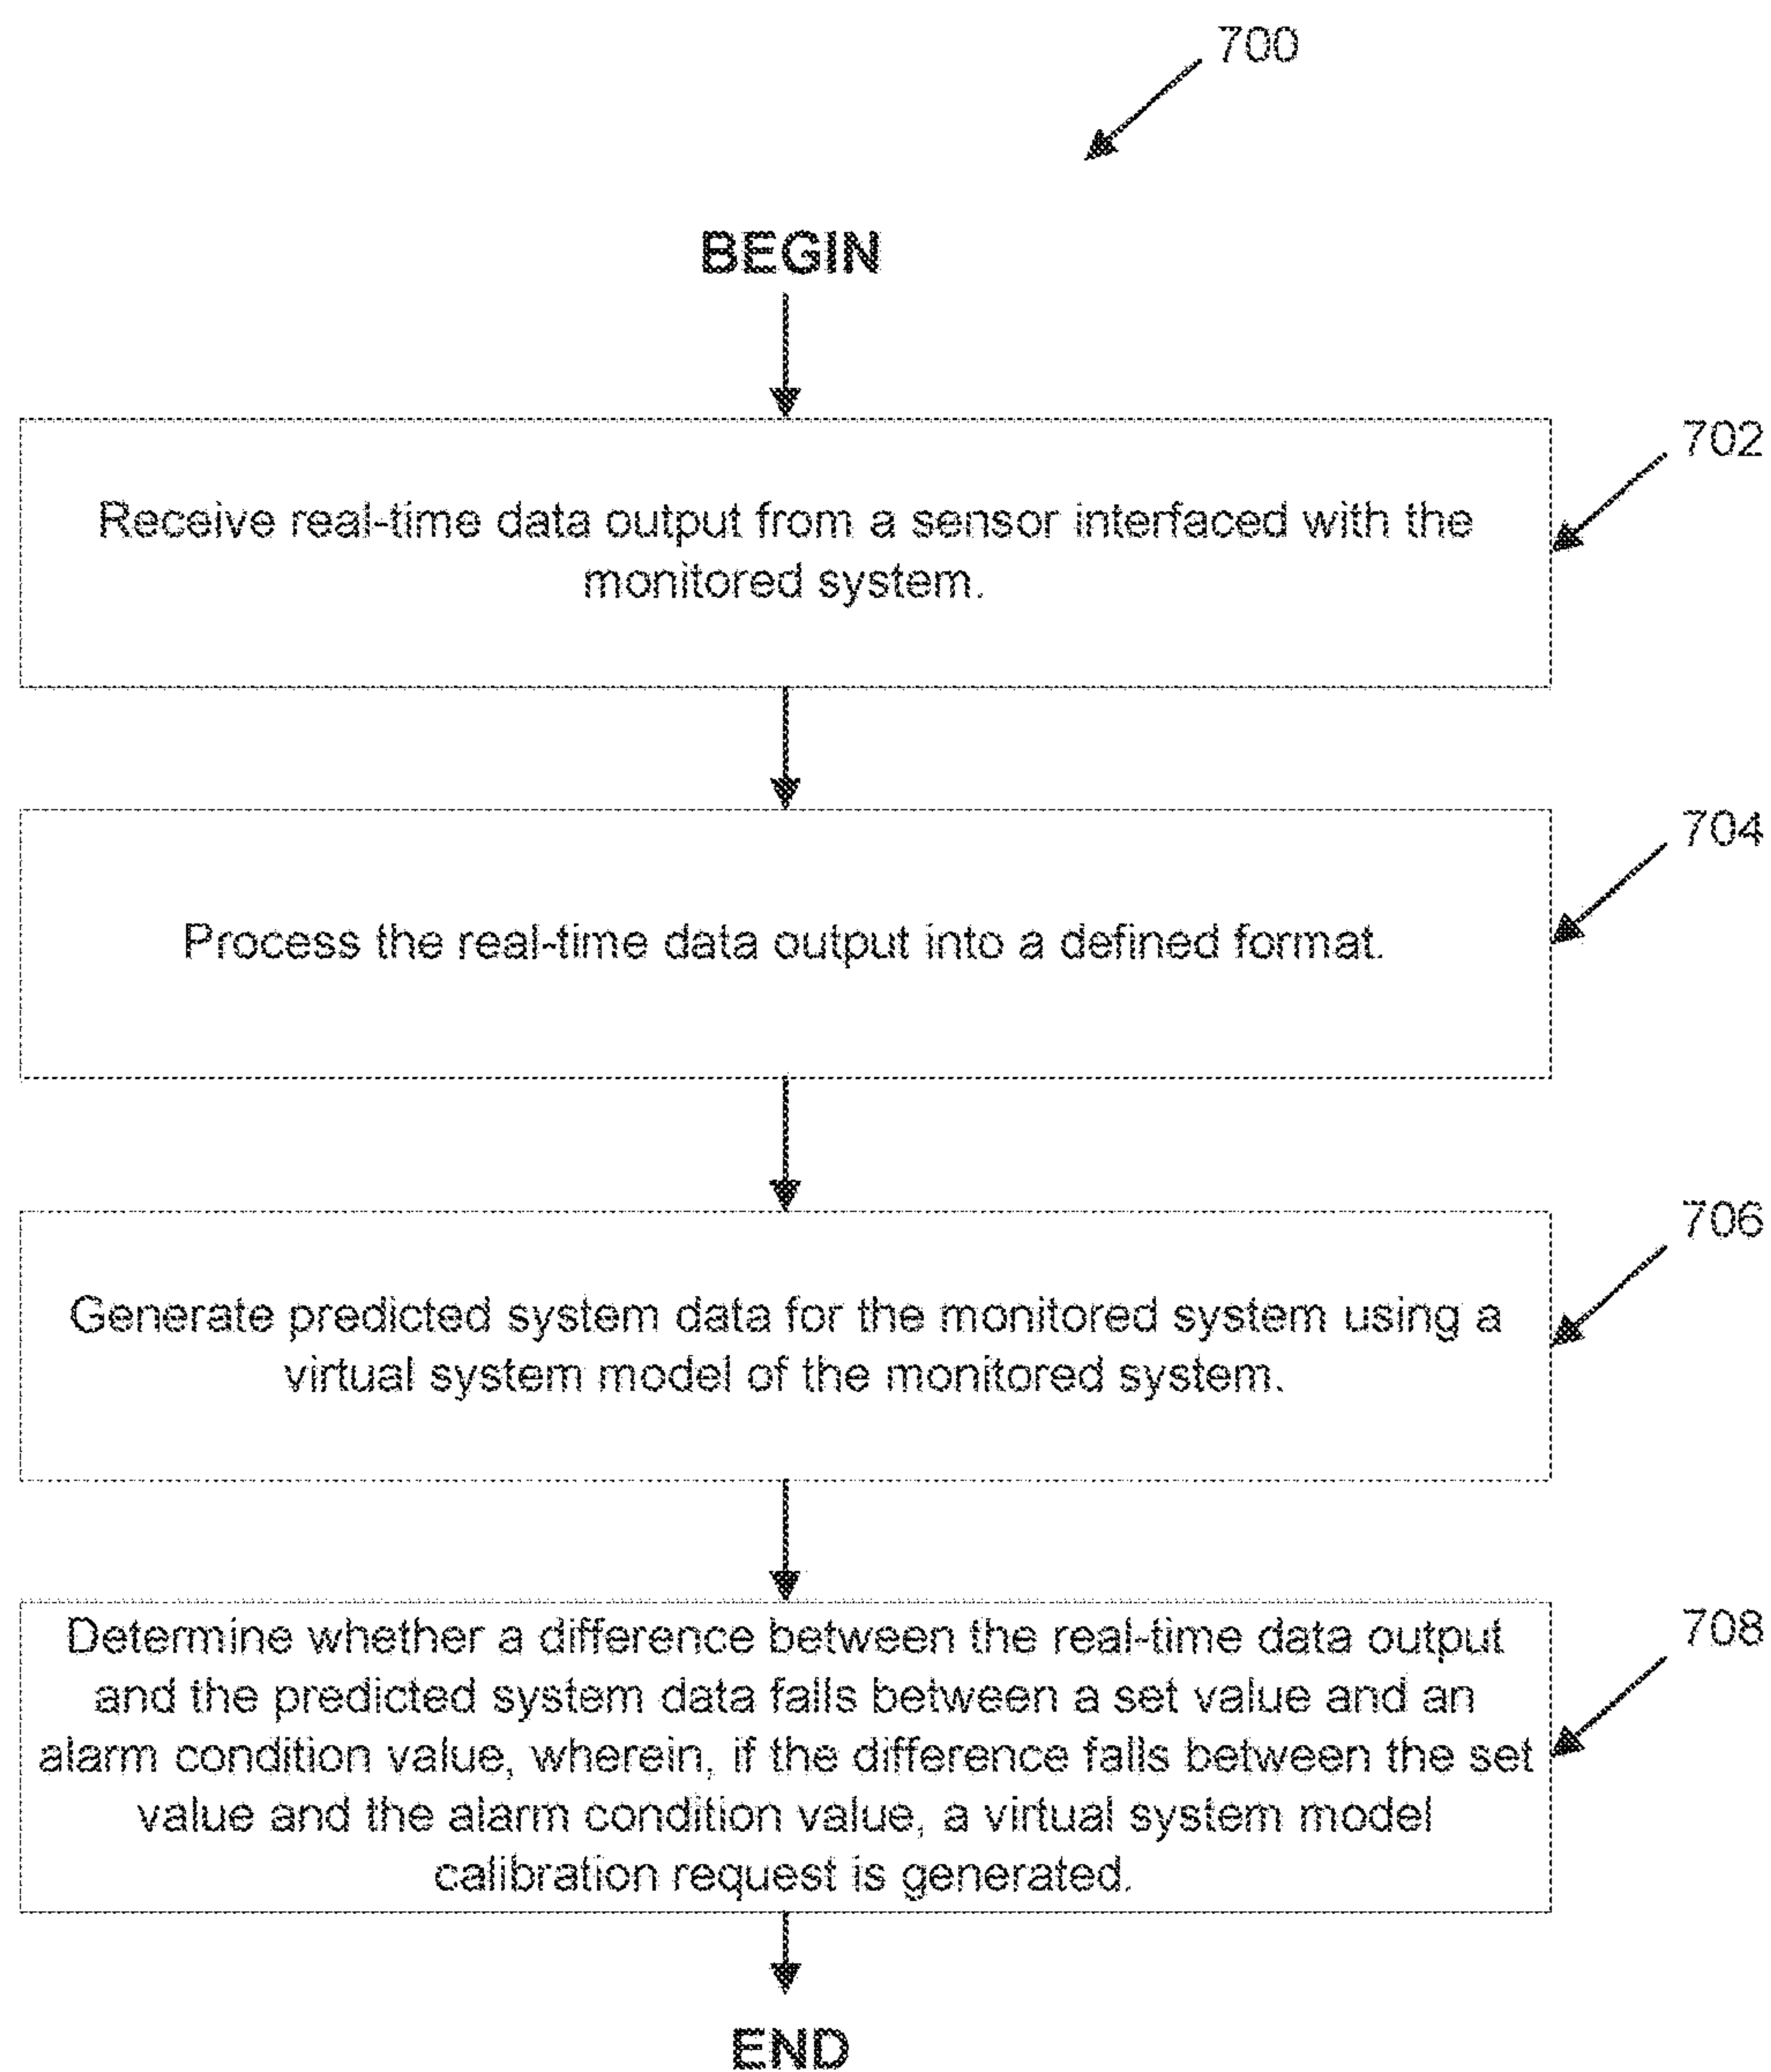 700
BEGIN
702
Receive real-time data output from a sensor interfaced with the
monitored system.
704
Process the real-time data output into a defined format.
706
Generate predicted system data for the monitored system using a
virtual system model of the monitored system.
708
Determine whether a difference between the real-time data output
and the predicted system data falls between a set value and an
alarm condition value, wherein, if the difference falls between the set
value and the alarm condition value, a virtual system model
calibration request is generated.
END